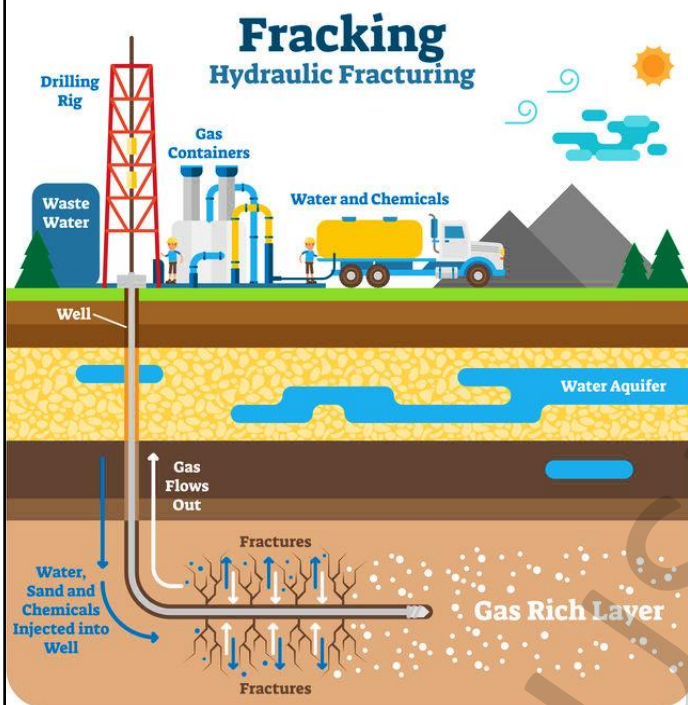 Fracking
Hydraulic Fracturing
Drilling
Rig
Gas
Containers
Water and Chemicals
Waste
Water
Well
Water Aquifer
Gas
Flows
Out
Fractures
Water,
Sand and
Chemicals
Injected into
Well
Gas Rich Layer
Fractures